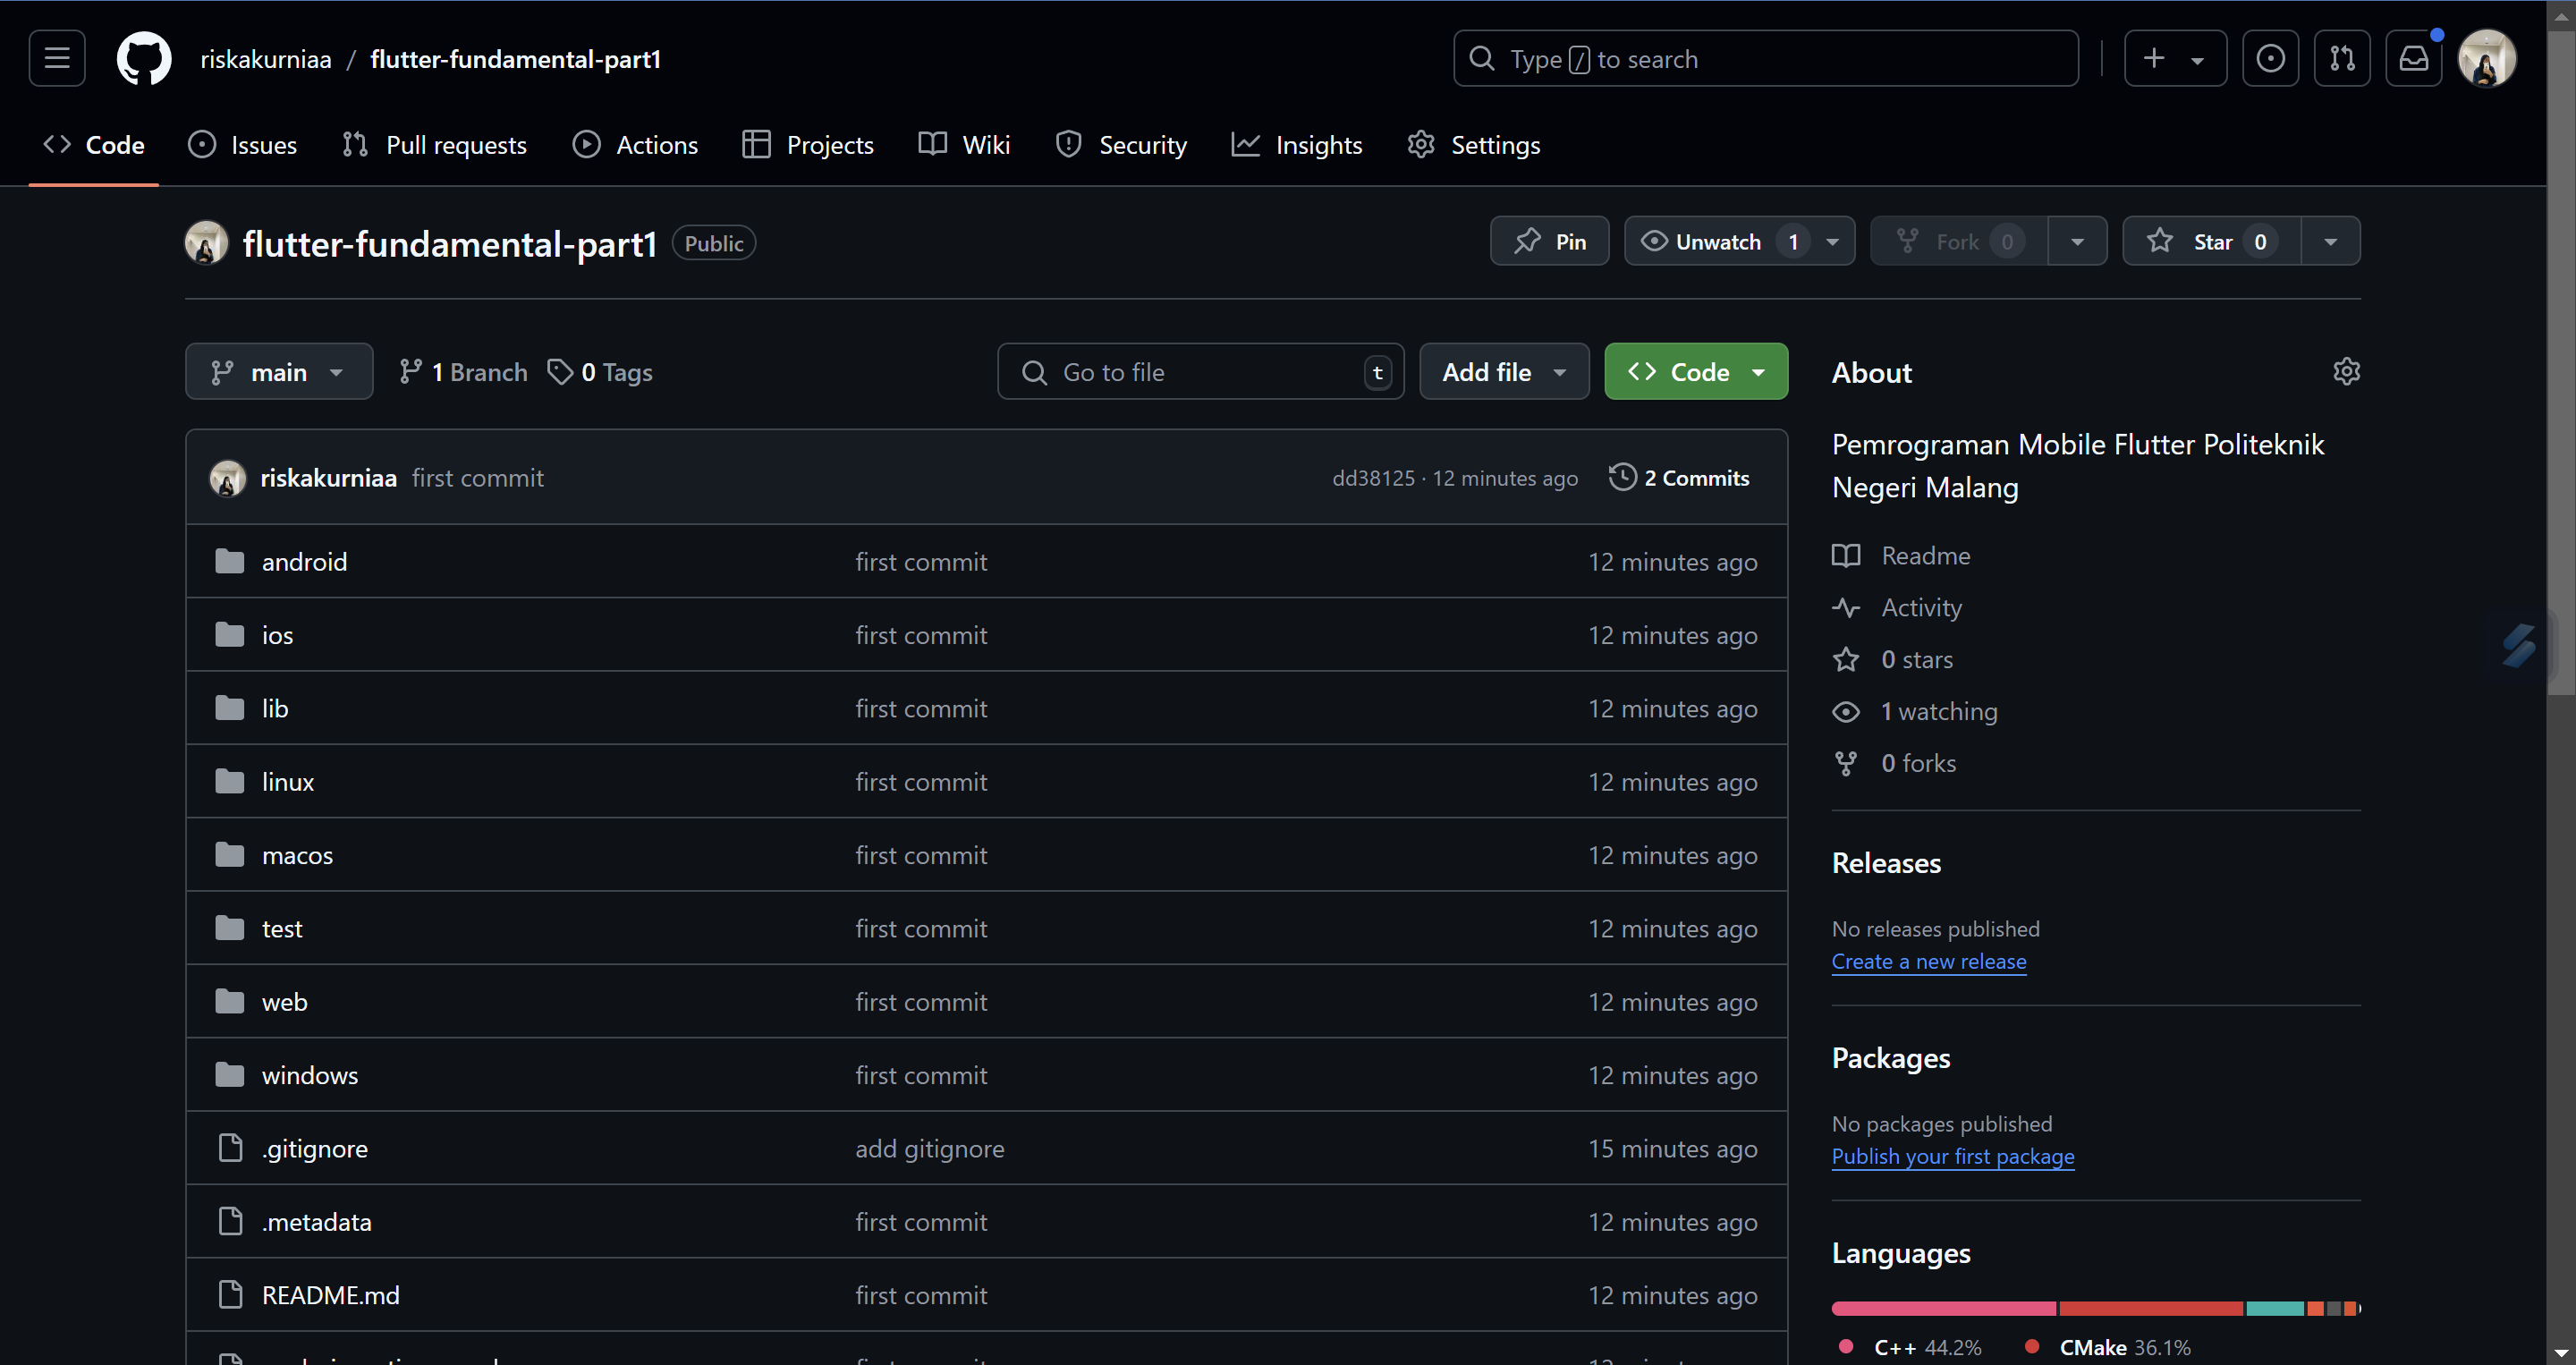 riskakurniaa / flutter-fundamental-part1
Type / to search
Code Issues Pull requests Actions Projects Wiki Security Insights Settings
flutter-fundamental-part1 Public
Pin Unwatch 1 Fork 0 Star 0
main 1 Branch 0 Tags Go to file t Add file Code
riskakurniaa first commit dd38125 · 12 minutes ago 2 Commits
android first commit 12 minutes ago
ios first commit 12 minutes ago
lib first commit 12 minutes ago
linux first commit 12 minutes ago
macos first commit 12 minutes ago
test first commit 12 minutes ago
web first commit 12 minutes ago
windows first commit 12 minutes ago
.gitignore add gitignore 15 minutes ago
.metadata first commit 12 minutes ago
README.md first commit 12 minutes ago
About
Pemrograman Mobile Flutter Politeknik
Negeri Malang
Readme
Activity
0 stars
1 watching
0 forks
Releases
No releases published
Create a new release
Packages
No packages published
Publish your first package
Languages
C++ 44.2% CMake 36.1%